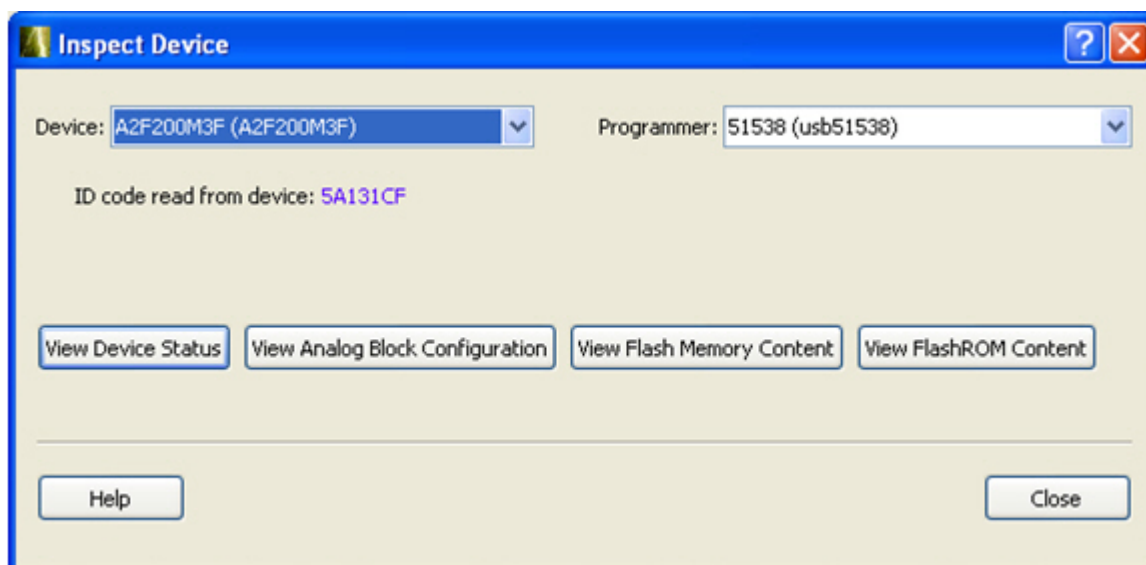 Inspect Device
Device: A2F200M3F (A2F200M3F) Programmer: 51538 (usb51538)
ID code read from device: 5A131CF
View Device Status View Analog Block Configuration View Flash Memory Content View FlashROM Content
Help Close